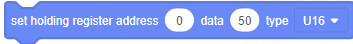 set holding register address 0 data 50 type U16